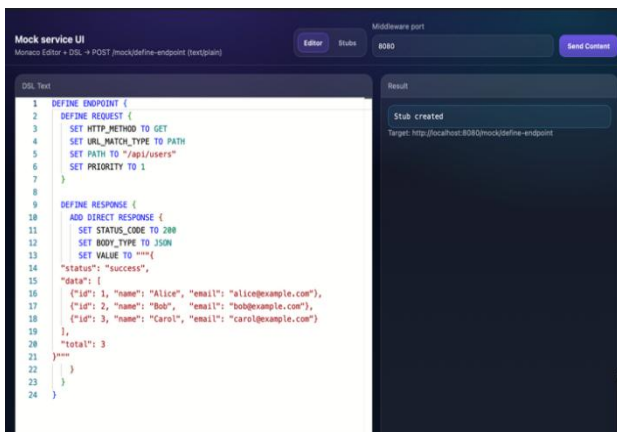 Mock service UI
Monaco Editor + DSL → POST /mock/define-endpoint (text/plain)
Editor
Stubs
Middleware port
8080
Send Content
DSL Text
1 DEFINE ENDPOINT {
2 DEFINE REQUEST {
3 SET HTTP_METHOD TO GET
4 SET URL_MATCH_TYPE TO PATH
5 SET PATH TO "/api/users"
6 SET PRIORITY TO 1
7 }
8
9 DEFINE RESPONSE {
10 ADD DIRECT RESPONSE {
11 SET STATUS_CODE TO 200
12 SET BODY_TYPE TO JSON
13 SET VALUE TO """{
14 "status": "success",
15 "data": [
16 {"id": 1, "name": "Alice", "email": "alice@example.com"},
17 {"id": 2, "name": "Bob", "email": "bob@example.com"},
18 {"id": 3, "name": "Carol", "email": "carol@example.com"}
19 ],
20 "total": 3
21 }"""
22 }
23 }
24 }
Result
Stub created
Target: http://localhost:8080/mock/define-endpoint